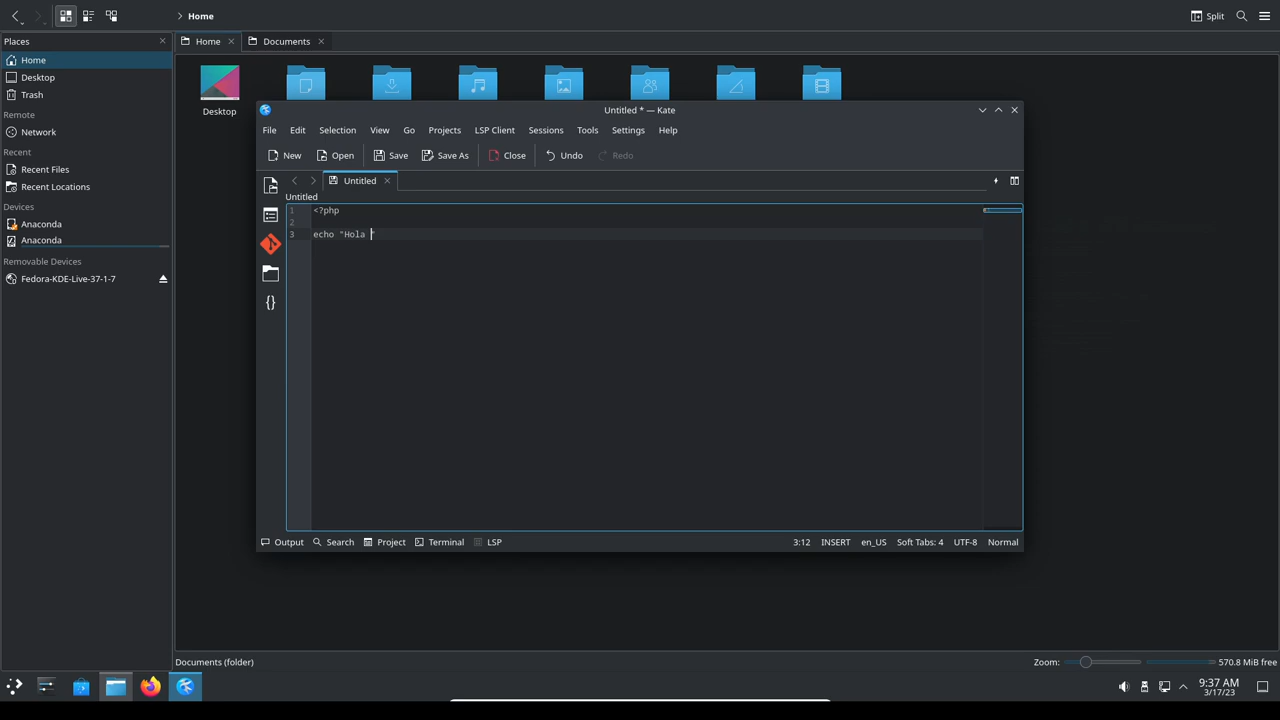 Home
Split
Places
Home
Documents
Home
Desktop
Trash
Remote
Network
Recent
Recent Files
Recent Locations
Devices
Anaconda
Anaconda
Removable Devices
Fedora-KDE-Live-37-1-7
Desktop
Untitled * — Kate
File Edit Selection View Go Projects LSP Client Sessions Tools Settings Help
New Open Save Save As Close Undo Redo
Untitled
Untitled
1 <?php
2
3 echo "Hola "
Output Search Project Terminal LSP 3:12 INSERT en_US Soft Tabs: 4 UTF-8 Normal
Documents (folder)
Zoom:
570.8 MiB free
9:37 AM
3/17/23